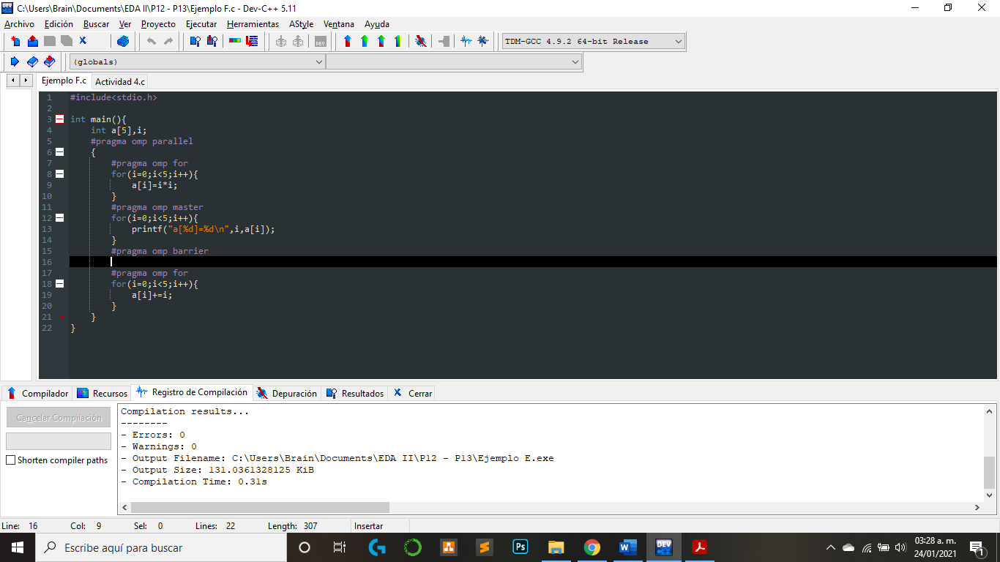 C:\Users\Brain\Documents\EDA II\P12 - P13\Ejemplo F.c - Dev-C++ 5.11
Archivo Edición Buscar Ver Proyecto Ejecutar Herramientas AStyle Ventana Ayuda
TDM-GCC 4.9.2 64-bit Release
(globals)
Ejemplo F.c Actividad 4.c
1 #include<stdio.h>
2
3 int main(){
4 int a[5],i;
5 #pragma omp parallel
6 {
7 #pragma omp for
8 for(i=0;i<5;i++){
9 a[i]=i*i;
10 }
11 #pragma omp master
12 for(i=0;i<5;i++){
13 printf("a[%d]=%d\n",i,a[i]);
14 }
15 #pragma omp barrier
16
17 #pragma omp for
18 for(i=0;i<5;i++){
19 a[i]+=i;
20 }
21 }
22 }
Compilador Recursos Registro de Compilación Depuración Resultados Cerrar
Cancelar Compilación
Shorten compiler paths
Compilation results...
--------
- Errors: 0
- Warnings: 0
- Output Filename: C:\Users\Brain\Documents\EDA II\P12 - P13\Ejemplo E.exe
- Output Size: 131.0361328125 KiB
- Compilation Time: 0.31s
Line: 16 Col: 9 Sel: 0 Lines: 22 Length: 307 Insertar
Escribe aquí para buscar
Ps
DEV
03:28 a. m.
24/01/2021
1